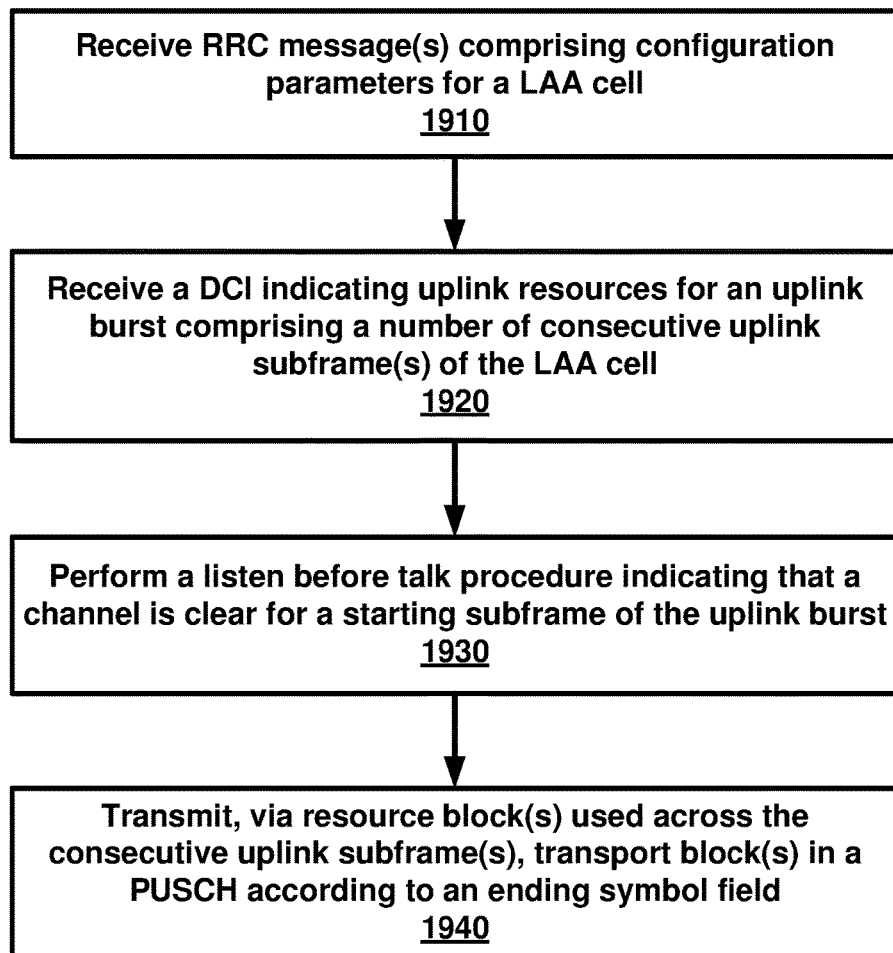 Receive RRC message(s) comprising configuration
parameters for a LAA cell
1910
Receive a DCI indicating uplink resources for an uplink
burst comprising a number of consecutive uplink
subframe(s) of the LAA cell
1920
Perform a listen before talk procedure indicating that a
channel is clear for a starting subframe of the uplink burst
1930
Transmit, via resource block(s) used across the
consecutive uplink subframe(s), transport block(s) in a
PUSCH according to an ending symbol field
1940